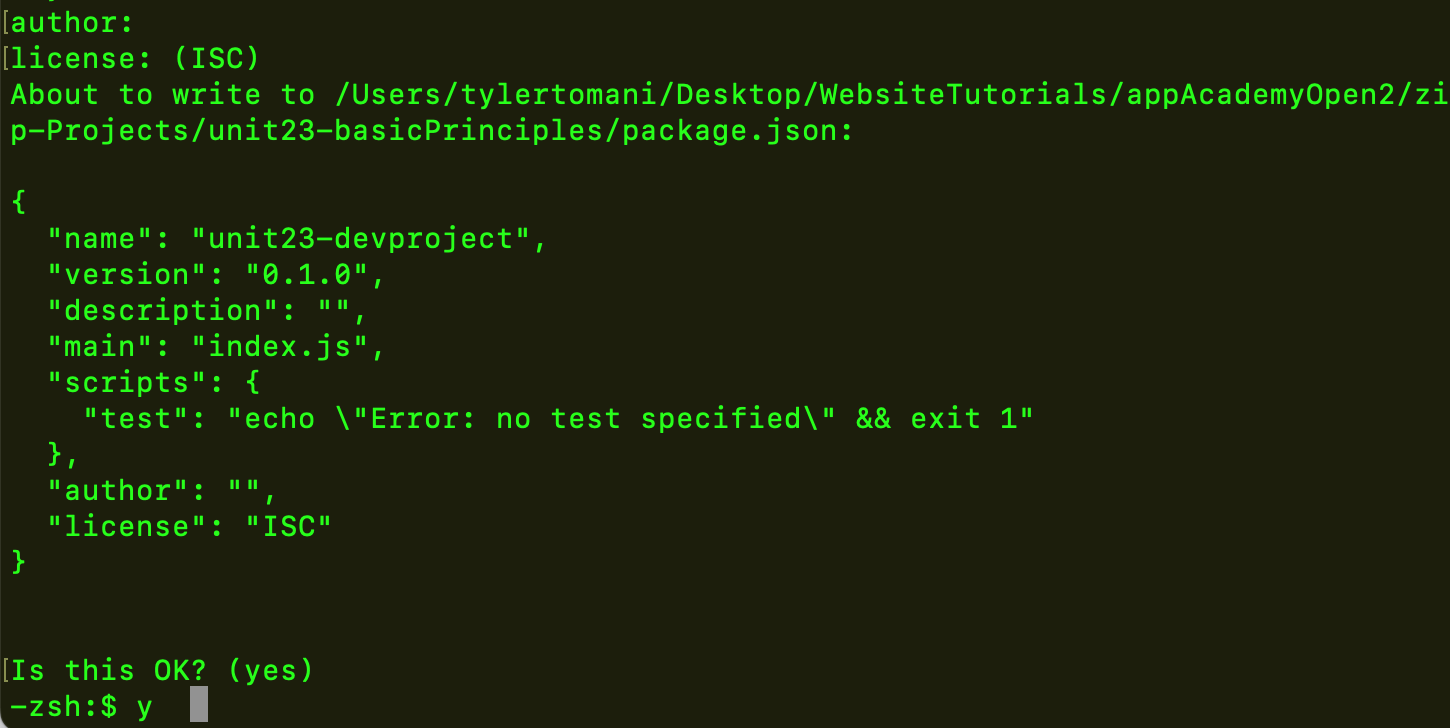 author:
license: (ISC)
About to write to /Users/tylertomani/Desktop/WebsiteTutorials/appAcademyOpen2/zi
p-Projects/unit23-basicPrinciples/package.json:
{
  "name": "unit23-devproject",
  "version": "0.1.0",
  "description": "",
  "main": "index.js",
  "scripts": {
    "test": "echo \"Error: no test specified\" && exit 1"
  },
  "author": "",
  "license": "ISC"
}
Is this OK? (yes)
-zsh:$ y